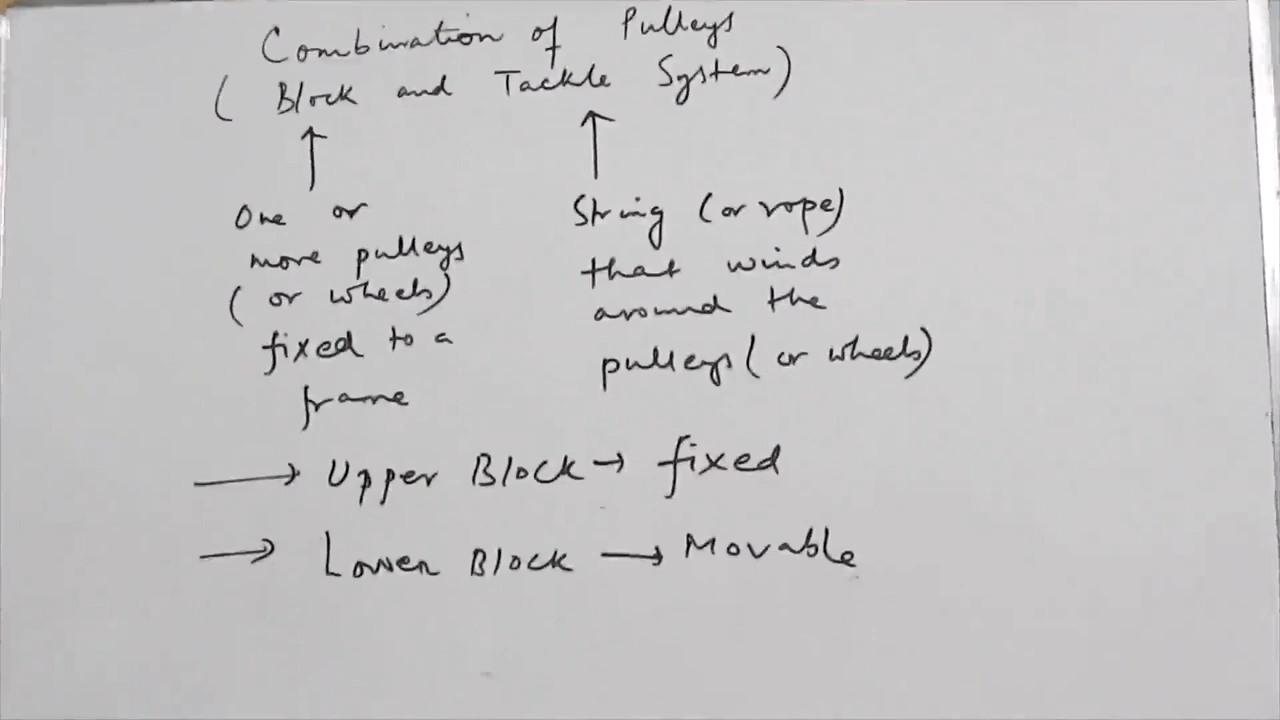 Combination of Pulleys
( Block and Tackle System)
One or
more pulleys
( or wheels)
fixed to a
frame
String (or rope)
that winds
around the
pulleys ( or wheels)
→ Upper Block → fixed
→ Lower Block → Movable